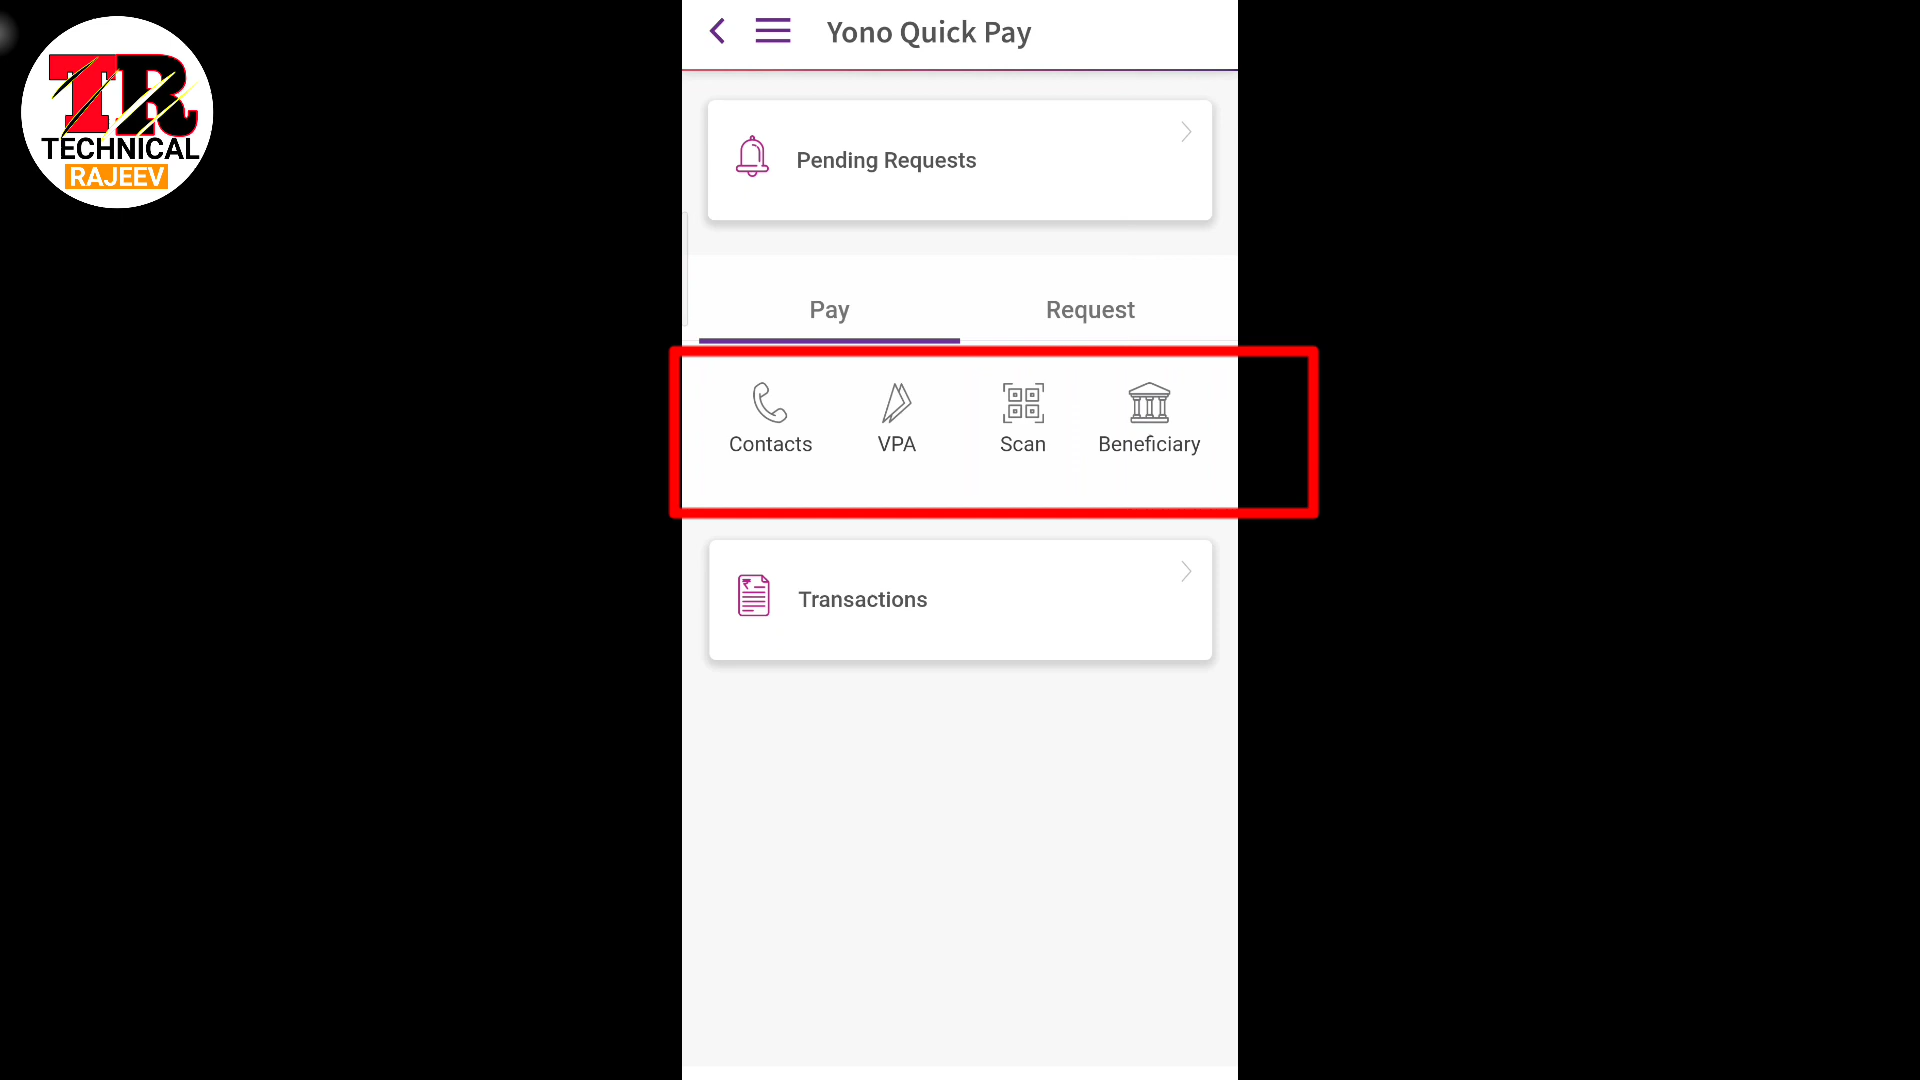 TR
TECHNICAL
RAJEEV
Yono Quick Pay
Pending Requests
Pay
Request
Contacts
VPA
Scan
Beneficiary
Transactions